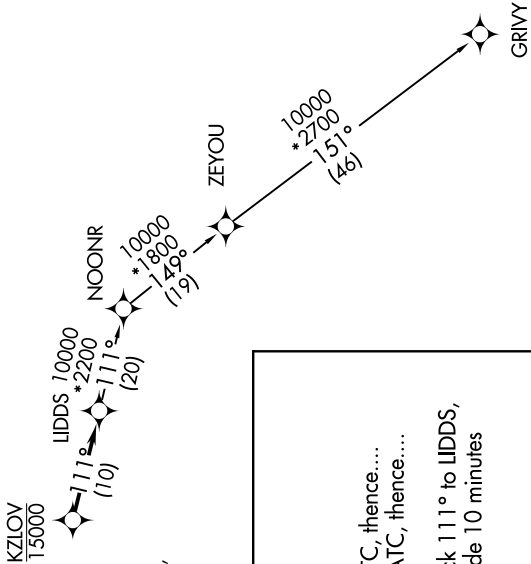 KZLOV
15000
111°
(10)
LIDDS
10000
*2200
111°
(20)
NOONR
10000
*1800
149°
(19)
ZEYOU
10000
*2700
151°
(46)
GRIVY
TC, thence....
ATC, thence....
ck 111° to LIDDS,
de 10 minutes